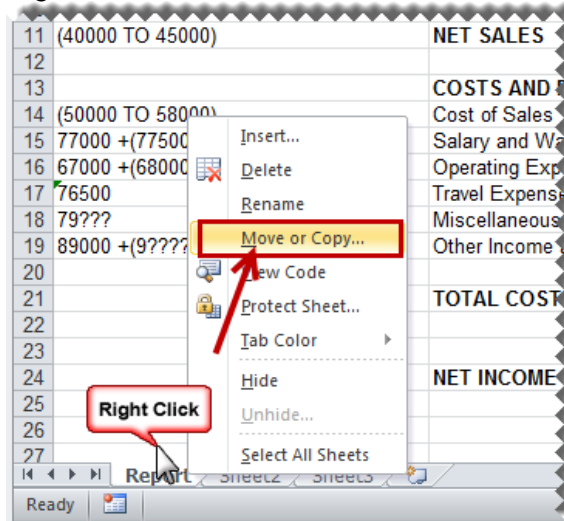 11 (40000 TO 45000) NET SALES
12
13 COSTS AND
14 (50000 TO 58000) Cost of Sales
15 77000 +(77500 Salary and Wa
16 67000 +(68000 Operating Exp
17 76500 Travel Expens
18 79??? Miscellaneous
19 89000 +(9???? Other Income
20
21 TOTAL COST
22
23
24 NET INCOME
25
26
27
Insert...
Delete
Rename
Move or Copy...
View Code
Protect Sheet...
Tab Color
Hide
Unhide...
Select All Sheets
Right Click
Report Sheet2 Sheet3
Ready